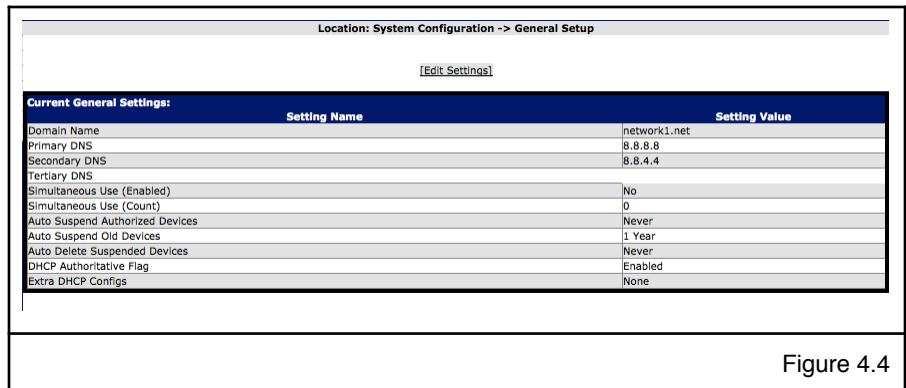 Location: System Configuration -> General Setup
[Edit Settings]
Current General Settings:
Setting Name Setting Value
Domain Name network1.net
Primary DNS 8.8.8.8
Secondary DNS 8.8.4.4
Tertiary DNS
Simultaneous Use (Enabled) No
Simultaneous Use (Count) 0
Auto Suspend Authorized Devices Never
Auto Suspend Old Devices 1 Year
Auto Delete Suspended Devices Never
DHCP Authoritative Flag Enabled
Extra DHCP Configs None
Figure 4.4